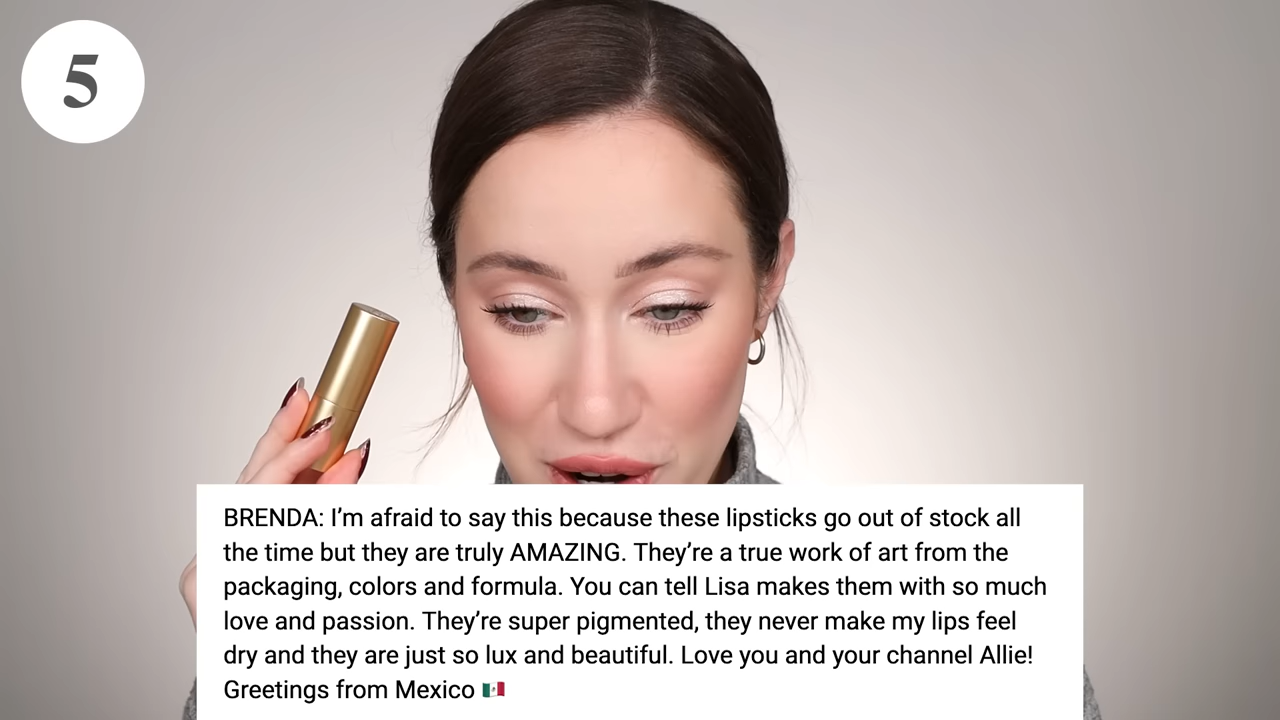 5
BRENDA: I’m afraid to say this because these lipsticks go out of stock all
the time but they are truly AMAZING. They’re a true work of art from the
packaging, colors and formula. You can tell Lisa makes them with so much
love and passion. They’re super pigmented, they never make my lips feel
dry and they are just so lux and beautiful. Love you and your channel Allie!
Greetings from Mexico 🇲🇽